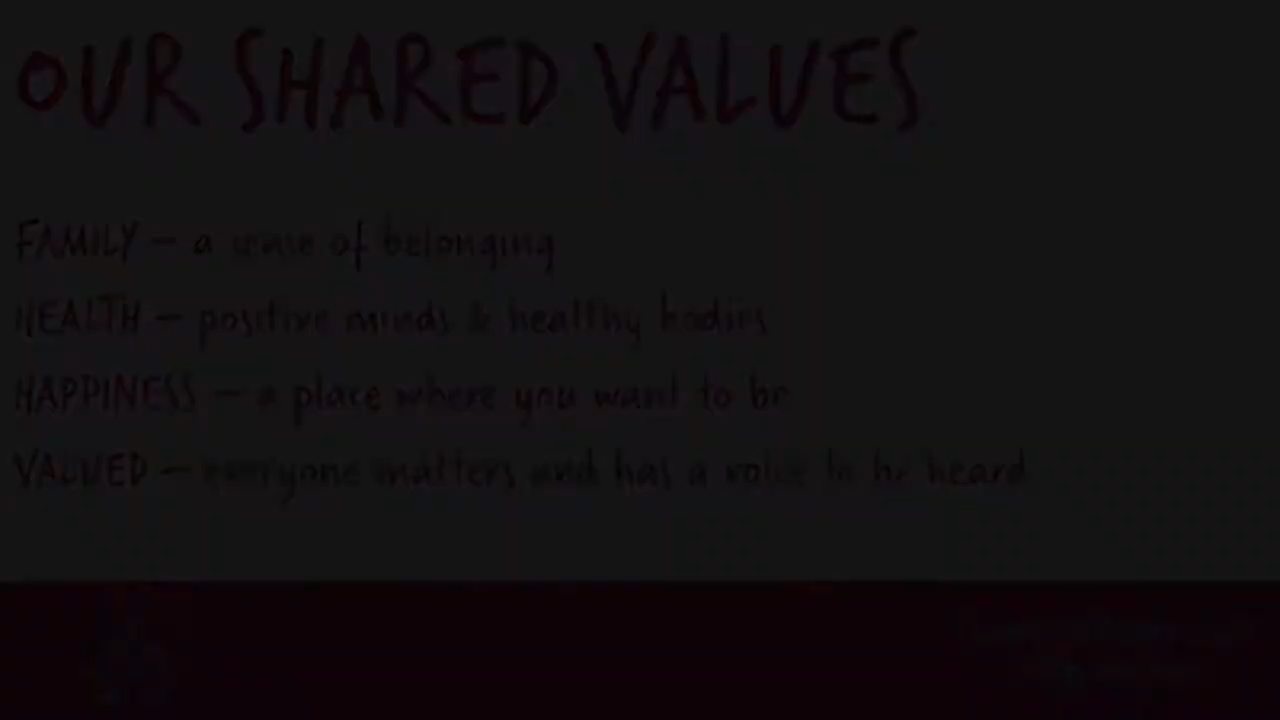 OUR SHARED VALUES
FAMILY – a sense of belonging
HEALTH – positive minds & healthy bodies
HAPPINESS – a place where you want to be
VALUED – everyone matters and has a voice to be heard